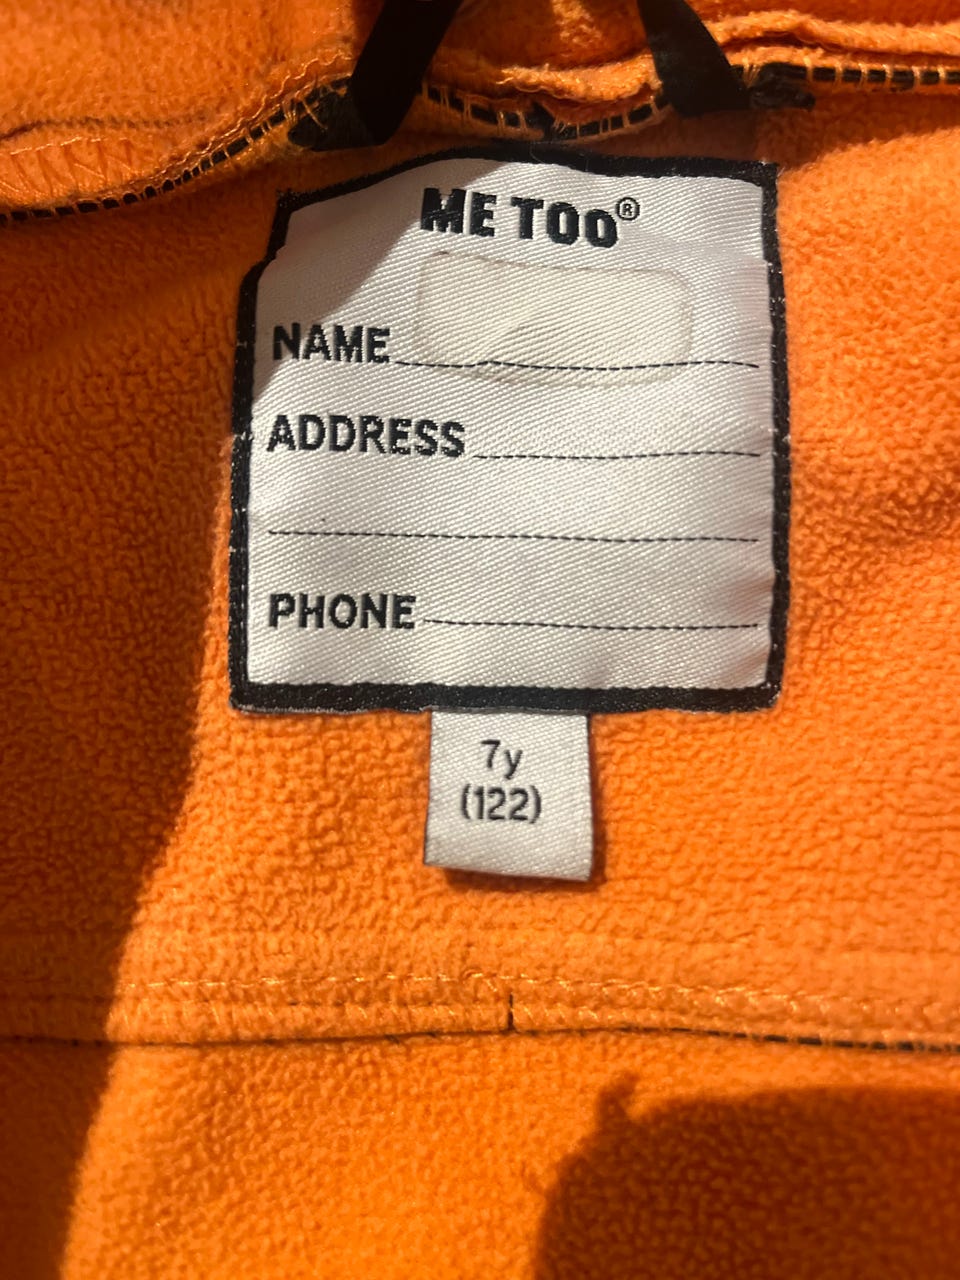 ME TOO®
NAME
ADDRESS
PHONE
7y
(122)